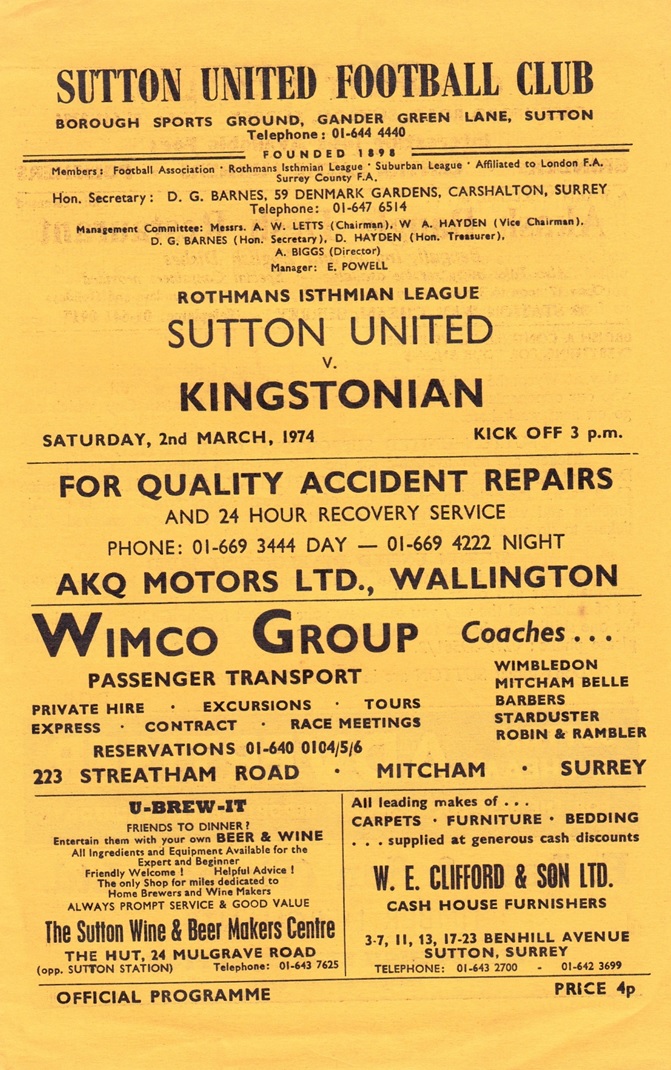 SUTTON UNITED FOOTBALL CLUB
BOROUGH SPORTS GROUND, GANDER GREEN LANE, SUTTON
Telephone: 01-644 4440
FOUNDED 1898
Members: Football Association · Rothmans Isthmian League · Suburban League · Affiliated to London F.A.
Surrey County F.A.
Hon. Secretary: D. G. BARNES, 59 DENMARK GARDENS, CARSHALTON, SURREY
Telephone: 01-647 6514
Management Committee: Messrs. A. W. LETTS (Chairman), W A. HAYDEN (Vice Chairman),
D. G. BARNES (Hon. Secretary), D. HAYDEN (Hon. Treasurer),
A. BIGGS (Director)
Manager: E. POWELL
ROTHMANS ISTHMIAN LEAGUE
SUTTON UNITED
V.
KINGSTONIAN
SATURDAY, 2nd MARCH, 1974 KICK OFF 3 p.m.
FOR QUALITY ACCIDENT REPAIRS
AND 24 HOUR RECOVERY SERVICE
PHONE: 01-669 3444 DAY — 01-669 4222 NIGHT
AKQ MOTORS LTD., WALLINGTON
WIMCO GROUP
PASSENGER TRANSPORT
PRIVATE HIRE · EXCURSIONS · TOURS
EXPRESS · CONTRACT · RACE MEETINGS
RESERVATIONS 01-640 0104/5/6
Coaches...
WIMBLEDON
MITCHAM BELLE
BARBERS
STARDUSTER
ROBIN & RAMBLER
223 STREATHAM ROAD · MITCHAM · SURREY
U-BREW-IT
FRIENDS TO DINNER?
Entertain them with your own BEER & WINE
All Ingredients and Equipment Available for the
Expert and Beginner
Friendly Welcome! Helpful Advice!
The only Shop for miles dedicated to
Home Brewers and Wine Makers
ALWAYS PROMPT SERVICE & GOOD VALUE
The Sutton Wine & Beer Makers Centre
THE HUT, 24 MULGRAVE ROAD
(opp. SUTTON STATION) Telephone: 01-643 7625
All leading makes of...
CARPETS · FURNITURE · BEDDING
...supplied at generous cash discounts
W. E. CLIFFORD & SON LTD.
CASH HOUSE FURNISHERS
3-7, 11, 13, 17-23 BENHILL AVENUE
SUTTON, SURREY
TELEPHONE: 01-643 2700 - 01-642 3699
OFFICIAL PROGRAMME PRICE 4p